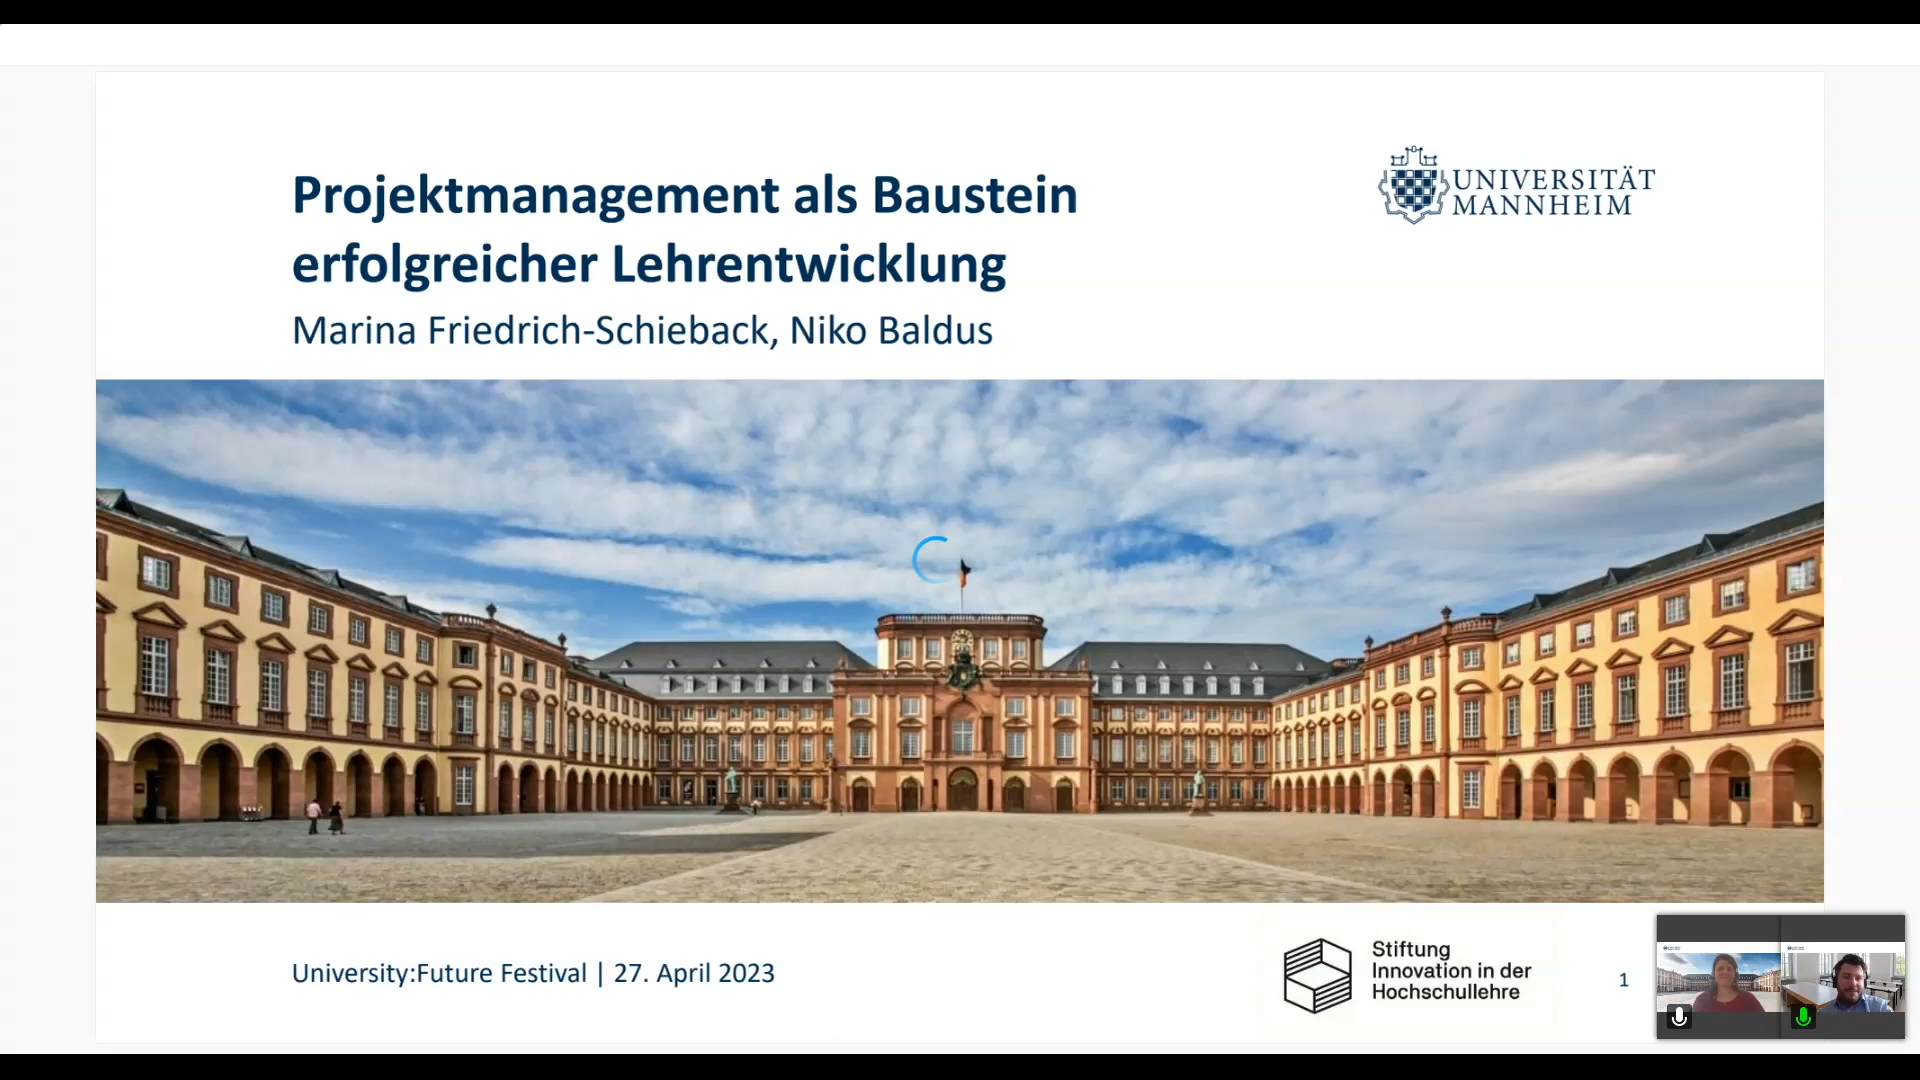 Projektmanagement als Baustein
erfolgreicher Lehrentwicklung
Marina Friedrich-Schieback, Niko Baldus
UNIVERSITÄT
MANNHEIM
University:Future Festival | 27. April 2023
Stiftung
Innovation in der
Hochschullehre
1